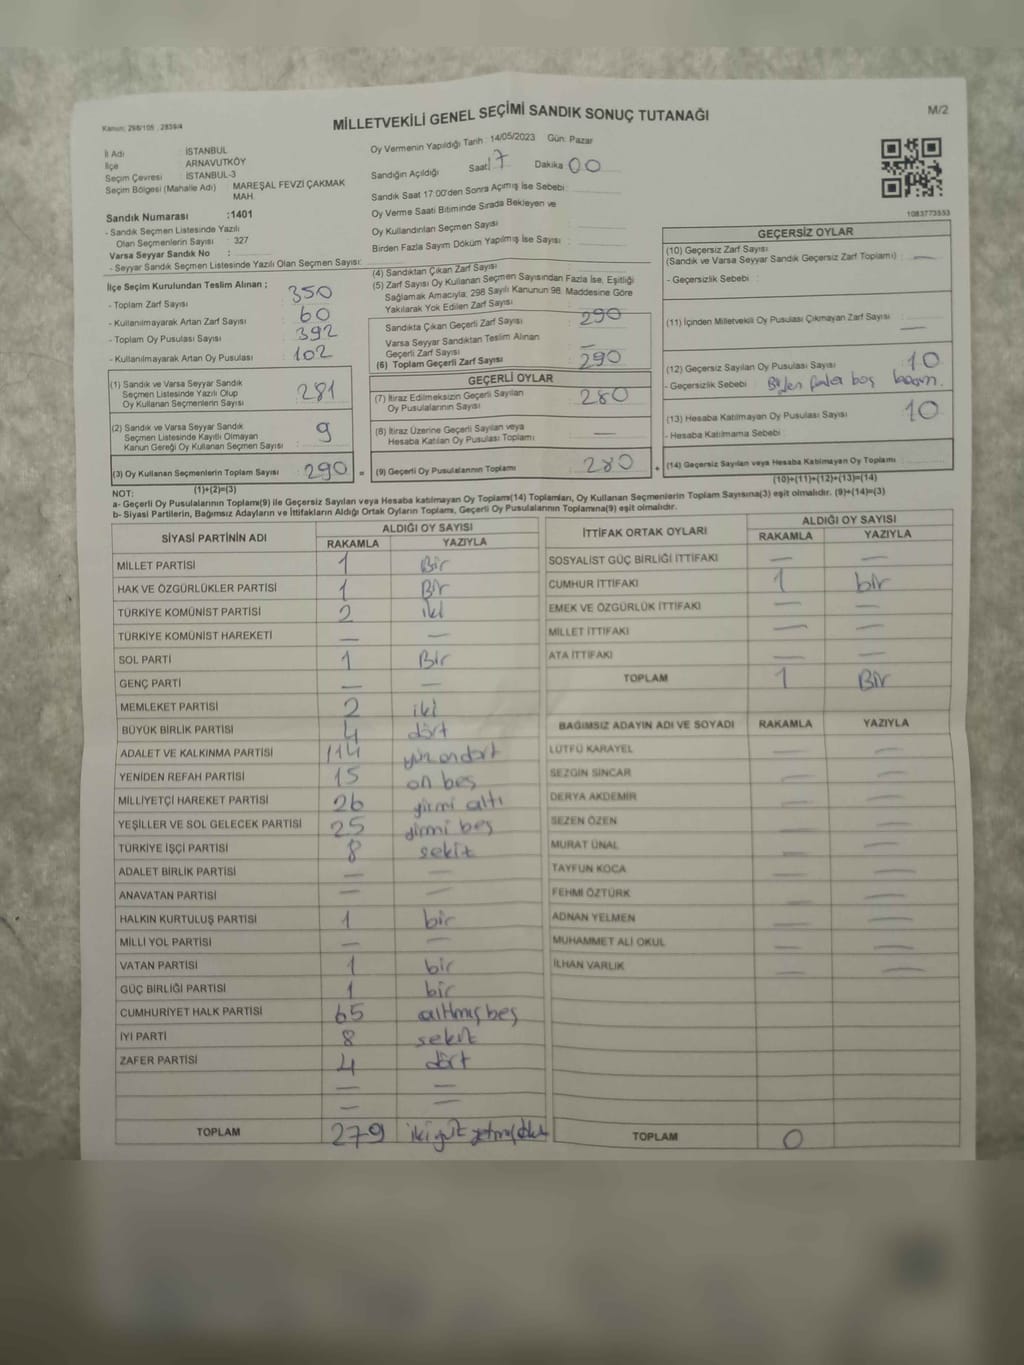 Kanun: 298/105 , 2839/4
MİLLETVEKİLİ GENEL SEÇİMİ SANDIK SONUÇ TUTANAĞI
M/2
İl Adı İSTANBUL
İlçe ARNAVUTKÖY
Seçim Çevresi İSTANBUL-3
Seçim Bölgesi (Mahalle Adı) MAREŞAL FEVZİ ÇAKMAK
MAH.
Sandık Numarası :1401
- Sandık Seçmen Listesinde Yazılı
Olan Seçmenlerin Sayısı : 327
Varsa Seyyar Sandık No :
- Seyyar Sandık Seçmen Listesinde Yazılı Olan Seçmen Sayısı:
İlçe Seçim Kurulundan Teslim Alınan ;
- Toplam Zarf Sayısı : 350
- Kullanılmayarak Artan Zarf Sayısı : 60
- Toplam Oy Pusulası Sayısı : 392
- Kullanılmayarak Artan Oy Pusulası : 102
(1) Sandık ve Varsa Seyyar Sandık
Seçmen Listesinde Yazılı Olup
Oy Kullanan Seçmenlerin Sayısı : 281
(2) Sandık ve Varsa Seyyar Sandık
Seçmen Listesinde Kayıtlı Olmayan
Kanun Gereği Oy Kullanan Seçmen Sayısı : 9
(3) Oy Kullanan Seçmenlerin Toplam Sayısı : 290 =
(1)+(2)=(3)
Oy Vermenin Yapıldığı Tarih : 14/05/2023 Gün: Pazar
Sandığın Açıldığı Saat 17 Dakika 00
Sandık Saat 17:00'den Sonra Açımış İse Sebebi :
Oy Verme Saati Bitiminde Sırada Bekleyen ve
Oy Kullandırılan Seçmen Sayısı :
Birden Fazla Sayım Döküm Yapılmış İse Sayısı :
(4) Sandıktan Çıkan Zarf Sayısı
(5) Zarf Sayısı Oy Kullanan Seçmen Sayısından Fazla İse, Eşitliği
Sağlamak Amacıyla; 298 Sayılı Kanunun 98. Maddesine Göre
Yakılarak Yok Edilen Zarf Sayısı :
Sandıkta Çıkan Geçerli Zarf Sayısı : 290
Varsa Seyyar Sandıktan Teslim Alınan
Geçerli Zarf Sayısı : —
(6) Toplam Geçerli Zarf Sayısı : 290
GEÇERLİ OYLAR
(7) İtiraz Edilmeksizin Geçerli Sayılan
Oy Pusulalarının Sayısı : 280
(8) İtiraz Üzerine Geçerli Sayılan veya
Hesaba Katılan Oy Pusulası Toplamı : —
(9) Geçerli Oy Pusulalarının Toplamı : 280 +
1083773553
GEÇERSİZ OYLAR
(10) Geçersiz Zarf Sayısı
(Sandık ve Varsa Seyyar Sandık Geçersiz Zarf Toplamı) : —
- Geçersizlik Sebebi :
(11) İçinden Milletvekili Oy Pusulası Çıkmayan Zarf Sayısı : —
(12) Geçersiz Sayılan Oy Pusulası Sayısı : 10
- Geçersizlik Sebebi : boş
(13) Hesaba Katılmayan Oy Pusulası Sayısı : 10
- Hesaba Katılmama Sebebi :
(14) Geçersiz Sayılan veya Hesaba Katılmayan Oy Toplamı :
(10)+(11)+(12)+(13)=(14)
NOT:
a- Geçerli Oy Pusulalarının Toplamı(9) ile Geçersiz Sayılan veya Hesaba katılmayan Oy Toplamı(14) Toplamları, Oy Kullanan Seçmenlerin Toplam Sayısına(3) eşit olmalıdır. (9)+(14)=(3)
b- Siyasi Partilerin, Bağımsız Adayların ve İttifakların Aldığı Ortak Oyların Toplamı, Geçerli Oy Pusulalarının Toplamına(9) eşit olmalıdır.
SİYASİ PARTİNİN ADI ALDIĞI OY SAYISI
RAKAMLA YAZIYLA
MİLLET PARTİSİ 1 Bir
HAK VE ÖZGÜRLÜKLER PARTİSİ 1 Bir
TÜRKİYE KOMÜNİST PARTİSİ 2 iki
TÜRKİYE KOMÜNİST HAREKETİ — —
SOL PARTİ 1 Bir
GENÇ PARTİ — —
MEMLEKET PARTİSİ 2 iki
BÜYÜK BİRLİK PARTİSİ 4 dört
ADALET VE KALKINMA PARTİSİ 114 yüz ondört
YENİDEN REFAH PARTİSİ 15 on beş
MİLLİYETÇİ HAREKET PARTİSİ 26 yirmi altı
YEŞİLLER VE SOL GELECEK PARTİSİ 25 yirmi beş
TÜRKİYE İŞÇİ PARTİSİ 8 sekiz
ADALET BİRLİK PARTİSİ — —
ANAVATAN PARTİSİ — —
HALKIN KURTULUŞ PARTİSİ 1 bir
MİLLİ YOL PARTİSİ — —
VATAN PARTİSİ 1 bir
GÜÇ BİRLİĞİ PARTİSİ 1 bir
CUMHURİYET HALK PARTİSİ 65 altmış beş
İYİ PARTİ 8 sekiz
ZAFER PARTİSİ 4 dört
— —
— —
TOPLAM 279
İTTİFAK ORTAK OYLARI ALDIĞI OY SAYISI
RAKAMLA YAZIYLA
SOSYALİST GÜÇ BİRLİĞİ İTTİFAKI — —
CUMHUR İTTİFAKI 1 bir
EMEK VE ÖZGÜRLÜK İTTİFAKI — —
MİLLET İTTİFAKI — —
ATA İTTİFAKI — —
TOPLAM 1 Bir
BAĞIMSIZ ADAYIN ADI VE SOYADI RAKAMLA YAZIYLA
LÜTFÜ KARAYEL — —
SEZGİN SİNCAR — —
DERYA AKDEMİR — —
SEZEN ÖZEN — —
MURAT ÜNAL — —
TAYFUN KOCA — —
FEHMİ ÖZTÜRK — —
ADNAN YELMEN — —
MUHAMMET ALİ OKUL — —
İLHAN VARLIK — —
TOPLAM 0